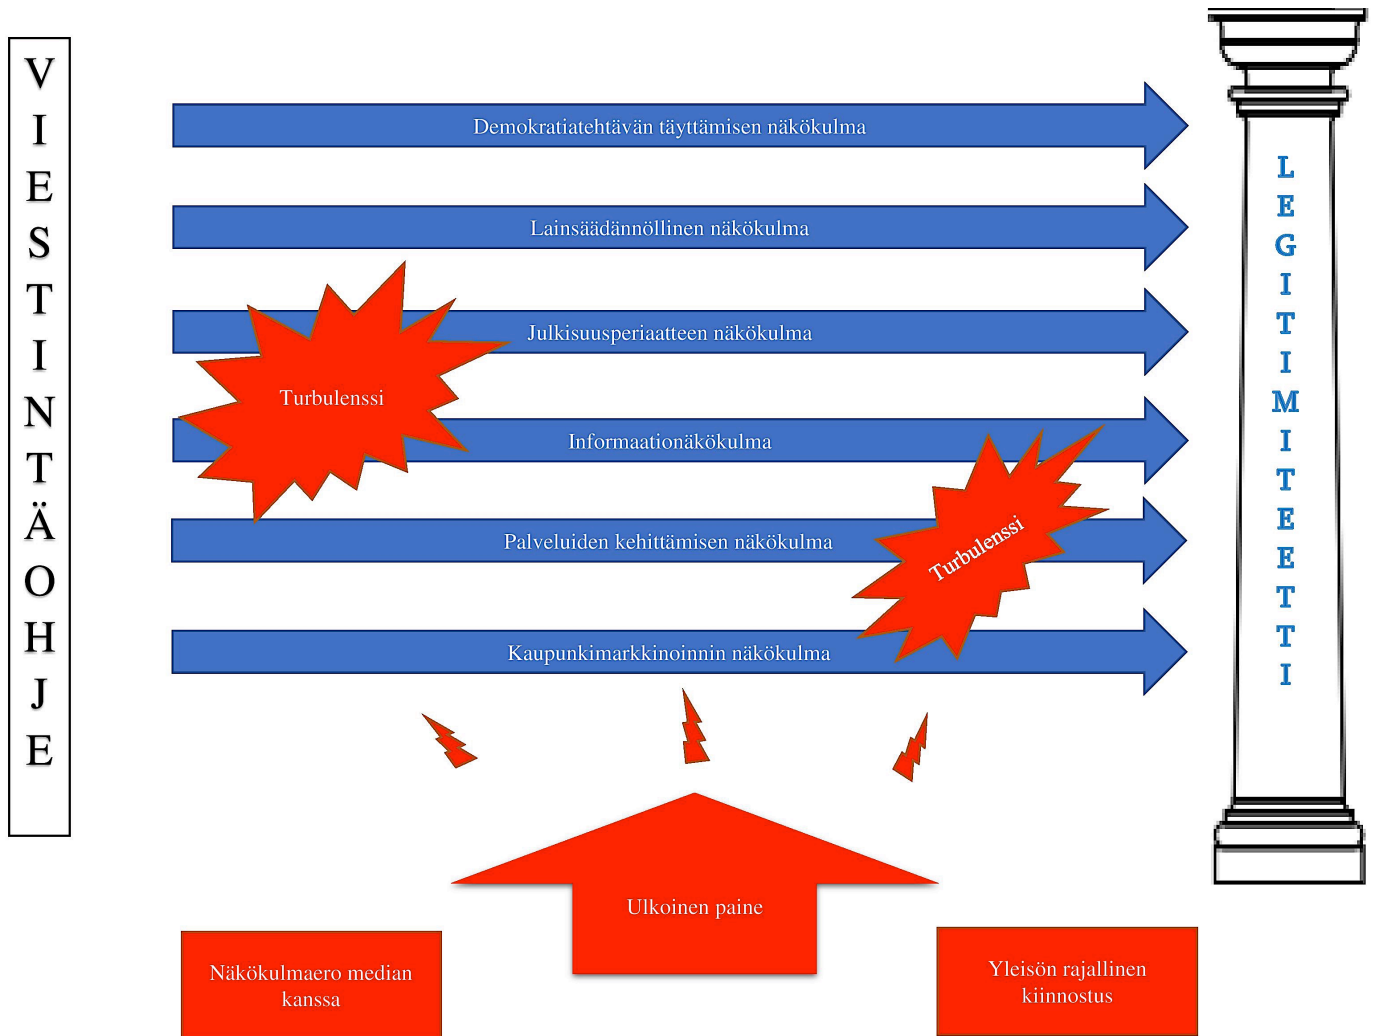 VIESTINTÄOHJE
Demokratiatehtävän täyttämisen näkökulma
Lainsäädännöllinen näkökulma
Julkisuusperiaatteen näkökulma
Turbulenssi
Informaationäkökulma
Palveluiden kehittämisen näkökulma
Turbulenssi
Kaupunkimarkkinoinnin näkökulma
LEGITIMITEETTI
Ulkoinen paine
Näkökulmaero median
kanssa
Yleisön rajallinen
kiinnostus